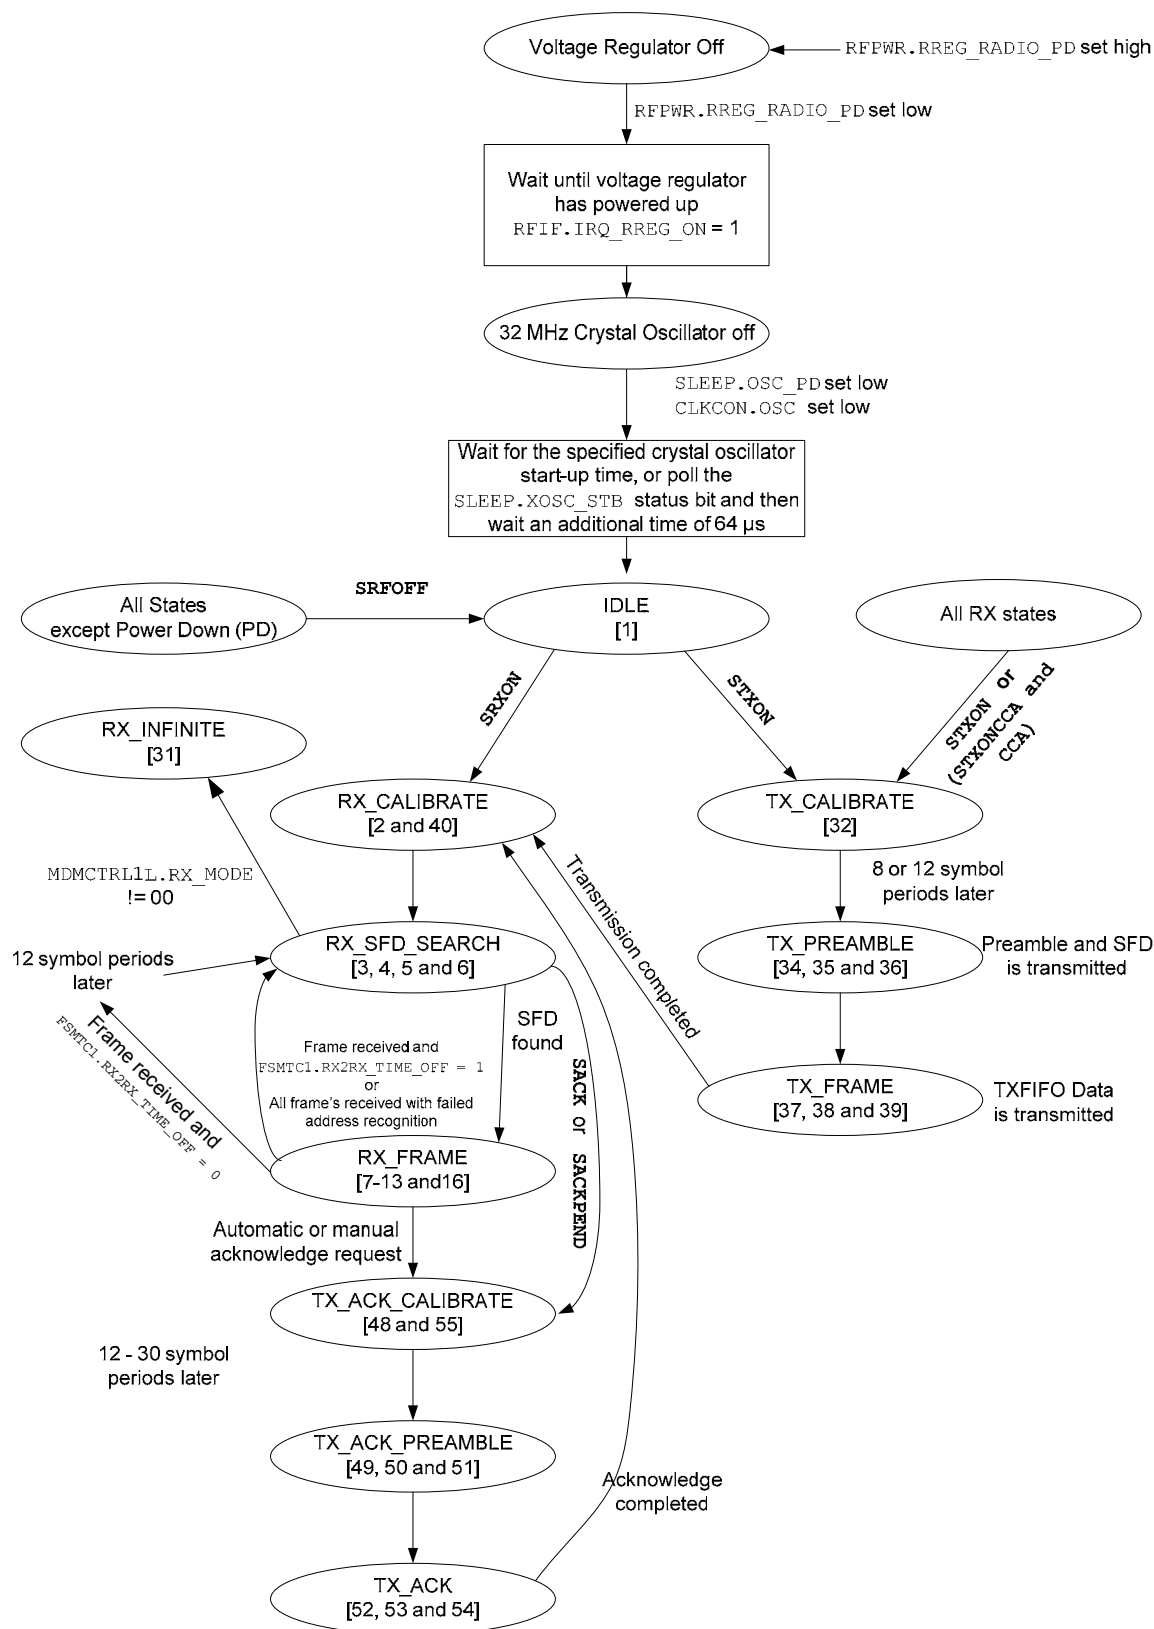 Voltage Regulator Off
RFPWR.RREG_RADIO_PD set high
RFPWR.RREG_RADIO_PD set low
Wait until voltage regulator
has powered up
RFIF.IRQ_RREG_ON = 1
32 MHz Crystal Oscillator off
SLEEP.OSC_PD set low
CLKCON.OSC set low
Wait for the specified crystal oscillator
start-up time, or poll the
SLEEP.XOSC_STB status bit and then
wait an additional time of 64 µs
All States
except Power Down (PD)
SRFOFF
IDLE
[1]
All RX states
SRXON
STXON
STXON or
(STXONCCA and
CCA)
RX_INFINITE
[31]
RX_CALIBRATE
[2 and 40]
TX_CALIBRATE
[32]
MDMCTRL1L.RX_MODE
!= 00
Transmission completed
8 or 12 symbol
periods later
RX_SFD_SEARCH
[3, 4, 5 and 6]
TX_PREAMBLE
[34, 35 and 36]
Preamble and SFD
is transmitted
12 symbol periods
later
Frame received and
FSMTC1.RX2RX_TIME_OFF = 0
Frame received and
FSMTC1.RX2RX_TIME_OFF = 1
or
All frame's received with failed
address recognition
SFD
found
SACK or SACKPEND
TX_FRAME
[37, 38 and 39]
TXFIFO Data
is transmitted
RX_FRAME
[7-13 and16]
Automatic or manual
acknowledge request
TX_ACK_CALIBRATE
[48 and 55]
12 - 30 symbol
periods later
TX_ACK_PREAMBLE
[49, 50 and 51]
Acknowledge
completed
TX_ACK
[52, 53 and 54]